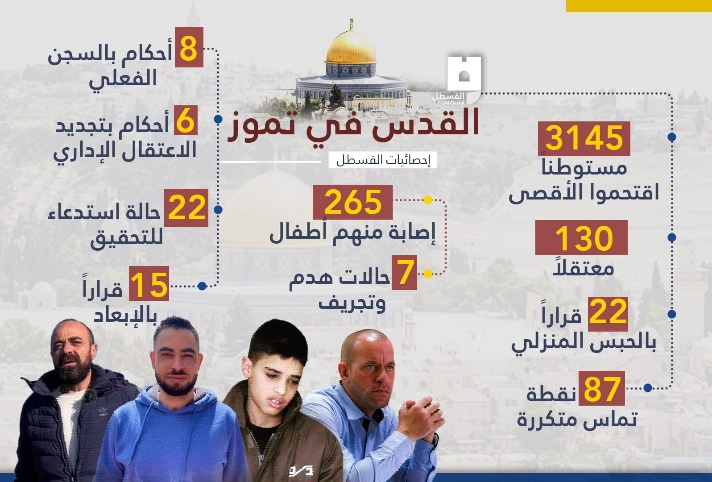 القسطل
القدس في تموز
إحصائيات القسطل
3145
مستوطناً
اقتحموا الأقصى
130
معتقلاً
22 قراراً
بالحبس المنزلي
87 نقطة
تماس متكررة
265
إصابة منهم أطفال
7 حالات هدم
وتجريف
8 أحكام بالسجن
الفعلي
6 أحكام بتجديد
الاعتقال الإداري
22 حالة استدعاء
للتحقيق
15 قراراً
بالإبعاد